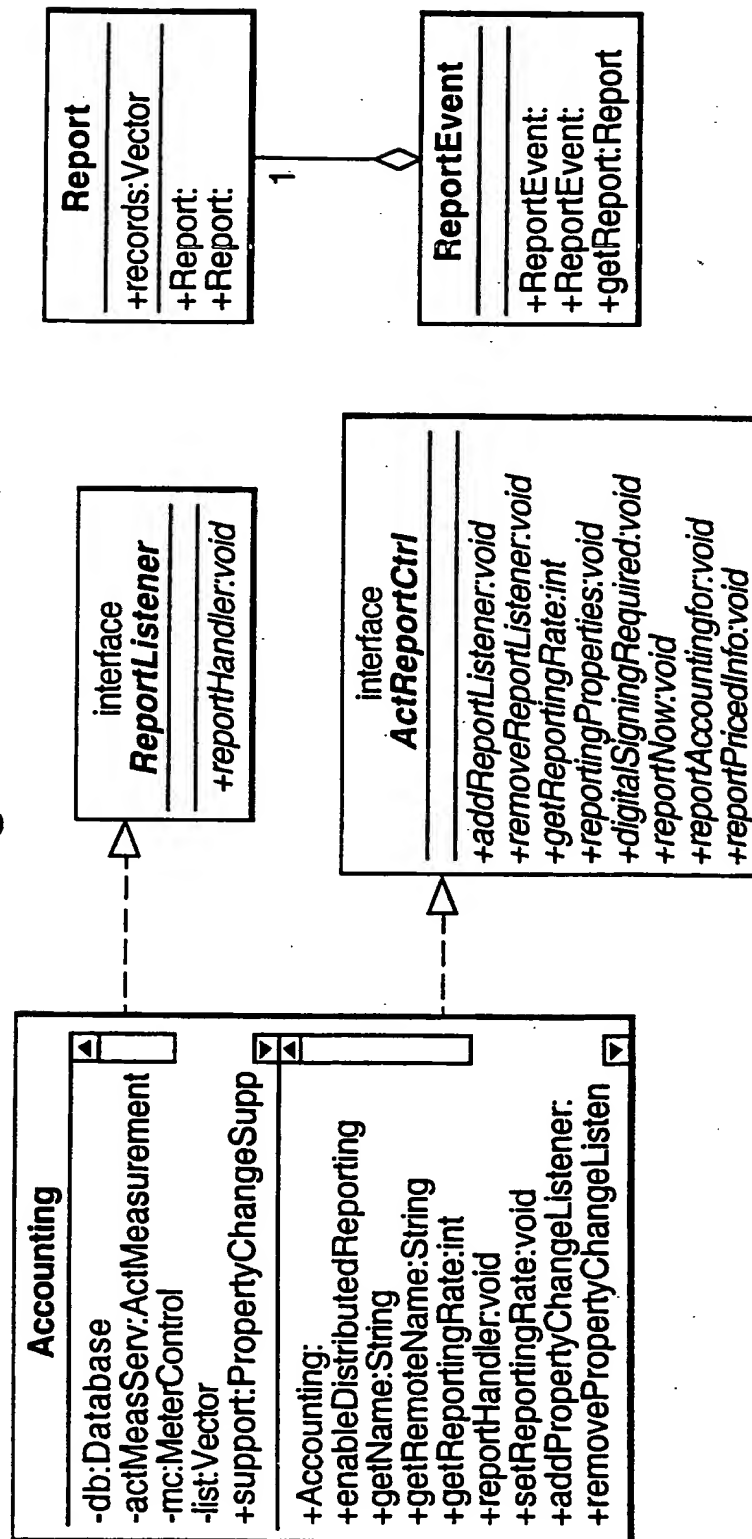 Accounting
-db:Database
-actMeasServ:ActMeasurement
-mc:MeterControl
-list:Vector
+support:PropertyChangeSupp
+Accounting:
+enableDistributedReporting
+getName:String
+getRemoteName:String
+getReportingRate:int
+reportHandler:void
+setReportingRate:void
+addPropertyChangeListener:
+removePropertyChangeListen
interface
ReportListener
+reportHandler:void
interface
ActReportCtrl
+addReportListener:void
+removeReportListener:void
+getReportingRate:int
+reportingProperties:void
+digitalSigningRequired:void
+reportNow:void
+reportAccountingfor:void
+reportPricedInfo:void
Report
+records:Vector
+Report:
+Report:
1
ReportEvent
+ReportEvent:
+ReportEvent:
+getReport:Report